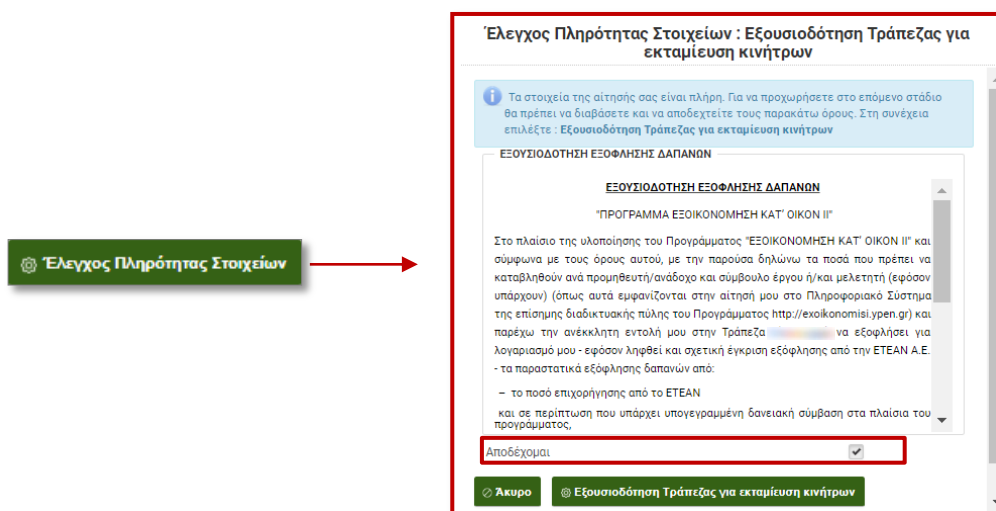 Έλεγχος Πληρότητας Στοιχείων : Εξουσιοδότηση Τράπεζας για
εκταμίευση κινήτρων
Τα στοιχεία της αίτησής σας είναι πλήρη. Για να προχωρήσετε στο επόμενο στάδιο
θα πρέπει να διαβάσετε και να αποδεχτείτε τους παρακάτω όρους. Στη συνέχεια
επιλέξτε : Εξουσιοδότηση Τράπεζας για εκταμίευση κινήτρων
ΕΞΟΥΣΙΟΔΟΤΗΣΗ ΕΞΟΦΛΗΣΗΣ ΔΑΠΑΝΩΝ
ΕΞΟΥΣΙΟΔΟΤΗΣΗ ΕΞΟΦΛΗΣΗΣ ΔΑΠΑΝΩΝ
"ΠΡΟΓΡΑΜΜΑ ΕΞΟΙΚΟΝΟΜΗΣΗ ΚΑΤ' ΟΙΚΟΝ ΙΙ"
Στο πλαίσιο της υλοποίησης του Προγράμματος "ΕΞΟΙΚΟΝΟΜΗΣΗ ΚΑΤ' ΟΙΚΟΝ ΙΙ" και
σύμφωνα με τους όρους αυτού, με την παρούσα δηλώνω τα ποσά που πρέπει να
καταβληθούν ανά προμηθευτή/ανάδοχο και σύμβουλο έργου ή/και μελετητή (εφόσον
υπάρχουν) (όπως αυτά εμφανίζονται στην αίτησή μου στο Πληροφοριακό Σύστημα
της επίσημης διαδικτυακής πύλης του Προγράμματος http://exoikonomisi.ypen.gr) και
παρέχω την ανέκκλητη εντολή μου στην Τράπεζα να εξοφλήσει για
λογαριασμό μου - εφόσον ληφθεί και σχετική έγκριση εξόφλησης από την ΕΤΕΑΝ Α.Ε.
- τα παραστατικά εξόφλησης δαπανών από:
– το ποσό επιχορήγησης από το ΕΤΕΑΝ
και σε περίπτωση που υπάρχει υπογεγραμμένη δανειακή σύμβαση στα πλαίσια του
προγράμματος,
Αποδέχομαι
Άκυρο
Εξουσιοδότηση Τράπεζας για εκταμίευση κινήτρων
Έλεγχος Πληρότητας Στοιχείων